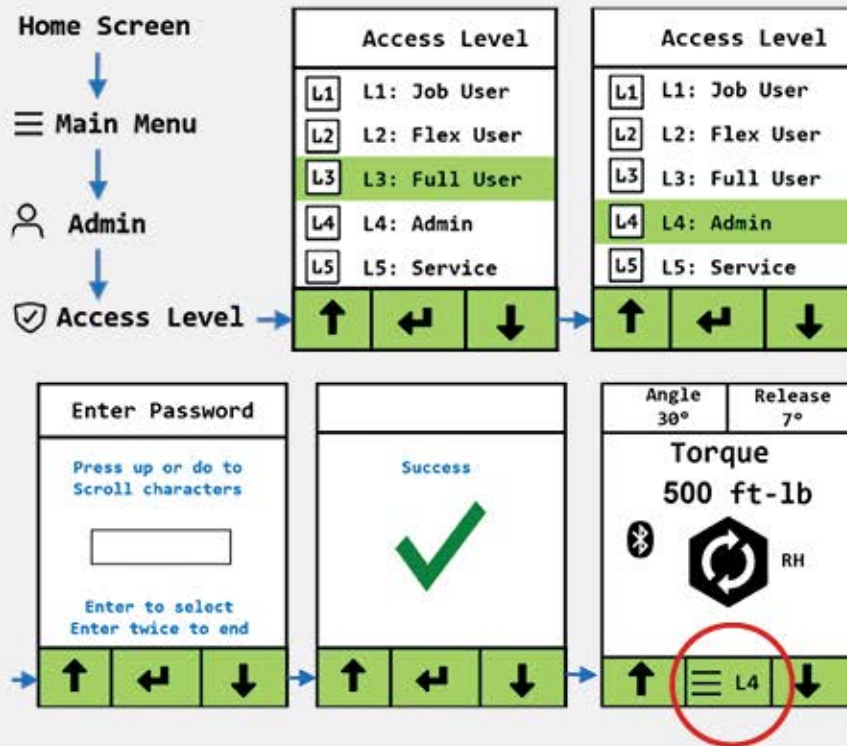 Home Screen
Main Menu
Admin
Access Level
Access Level
L1 L1: Job User
L2 L2: Flex User
L3 L3: Full User
L4 L4: Admin
L5 L5: Service
Access Level
L1 L1: Job User
L2 L2: Flex User
L3 L3: Full User
L4 L4: Admin
L5 L5: Service
Enter Password
Press up or do to
Scroll characters
Enter to select
Enter twice to end
Success
Angle Release
30° 7°
Torque
500 ft-lb
RH
L4